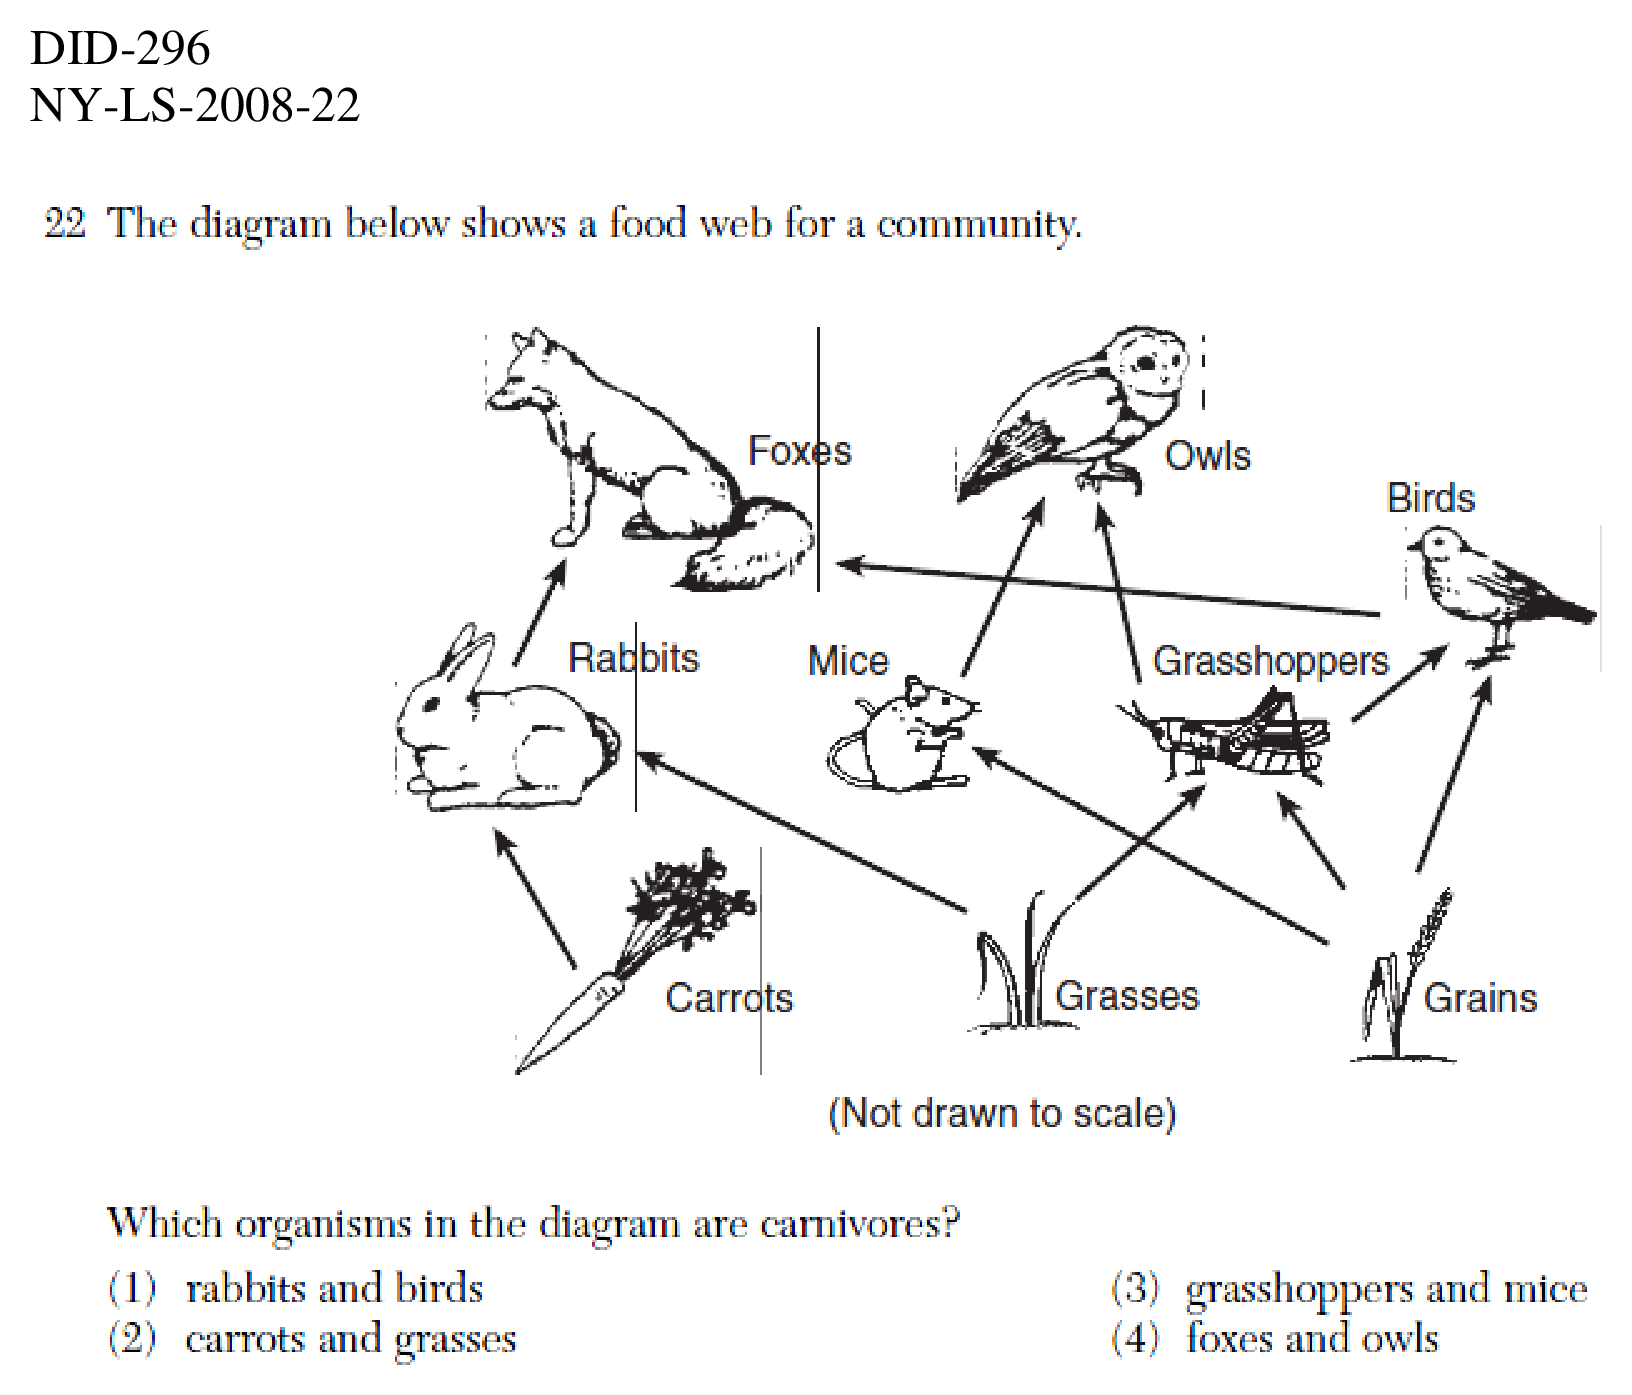 DID-296
NY-LS-2008-22
22 The diagram below shows a food web for a community.
Foxes
Owls
Birds
Rabbits
Mice
Grasshoppers
Carrots
Grasses
Grains
(Not drawn to scale)
Which organisms in the diagram are carnivores?
(1) rabbits and birds
(2) carrots and grasses
(3) grasshoppers and mice
(4) foxes and owls